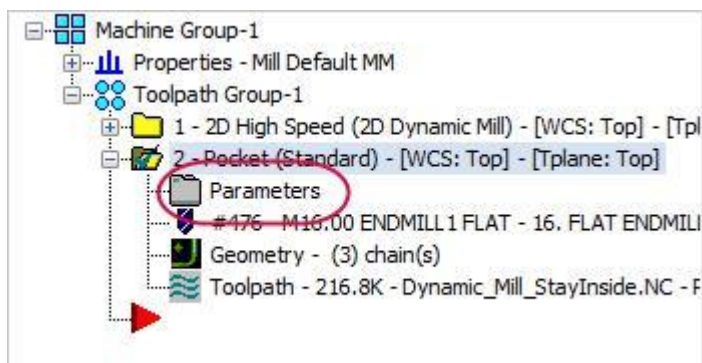 Machine Group-1
Properties - Mill Default MM
Toolpath Group-1
1 - 2D High Speed (2D Dynamic Mill) - [WCS: Top] - [Tpl
2 - Pocket (Standard) - [WCS: Top] - [Tplane: Top]
Parameters
#476 - M16.00 ENDMILL1 FLAT - 16. FLAT ENDMILL
Geometry - (3) chain(s)
Toolpath - 216.8K - Dynamic_Mill_StayInside.NC - P